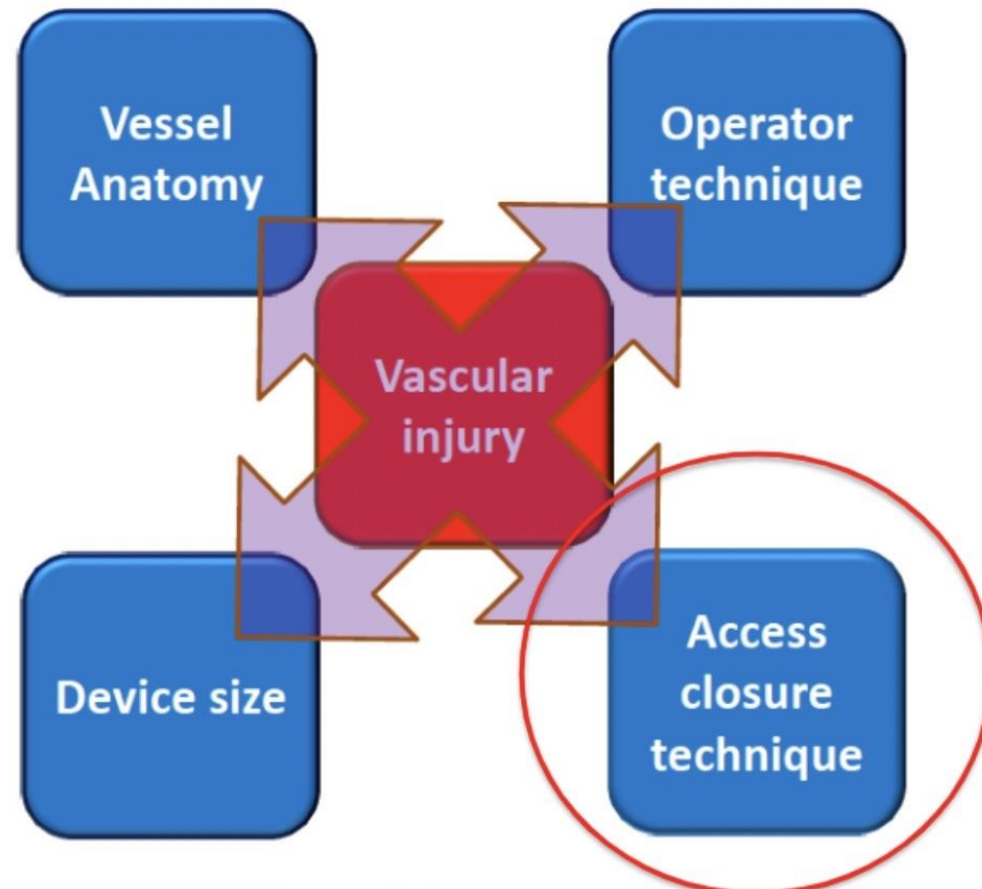 Vessel
Anatomy
Operator
technique
Vascular
injury
Device size
Access
closure
technique